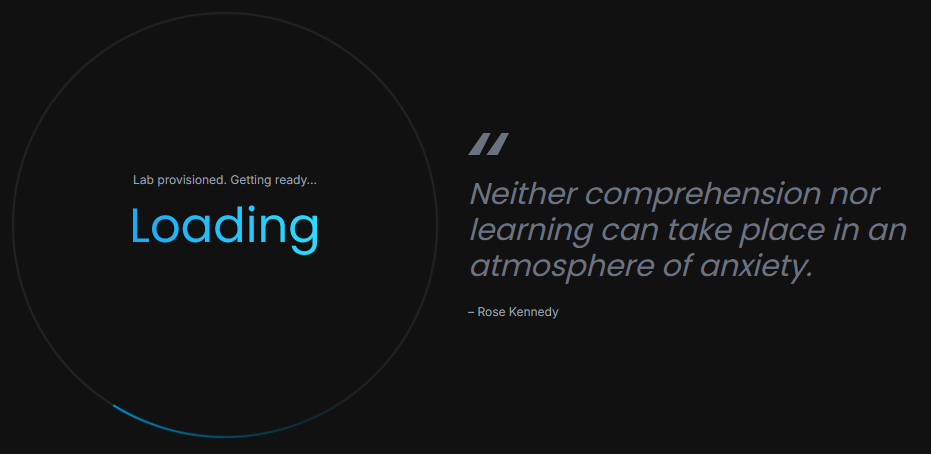 Lab provisioned. Getting ready...
Loading
"
Neither comprehension nor
learning can take place in an
atmosphere of anxiety.
– Rose Kennedy